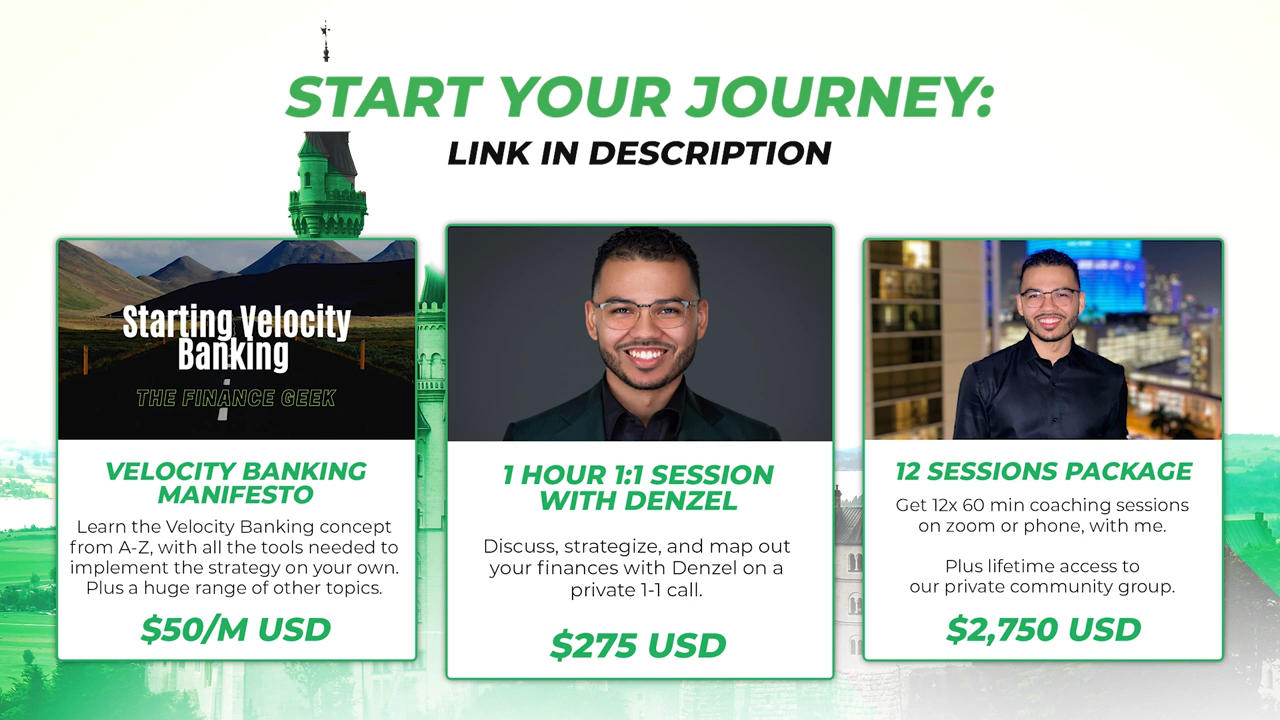 START YOUR JOURNEY:
LINK IN DESCRIPTION
Starting Velocity
Banking
THE FINANCE GEEK
VELOCITY BANKING
MANIFESTO
Learn the Velocity Banking concept
from A-Z, with all the tools needed to
implement the strategy on your own.
Plus a huge range of other topics.
$50/M USD
1 HOUR 1:1 SESSION
WITH DENZEL
Discuss, strategize, and map out
your finances with Denzel on a
private 1-1 call.
$275 USD
12 SESSIONS PACKAGE
Get 12x 60 min coaching sessions
on zoom or phone, with me.
Plus lifetime access to
our private community group.
$2,750 USD